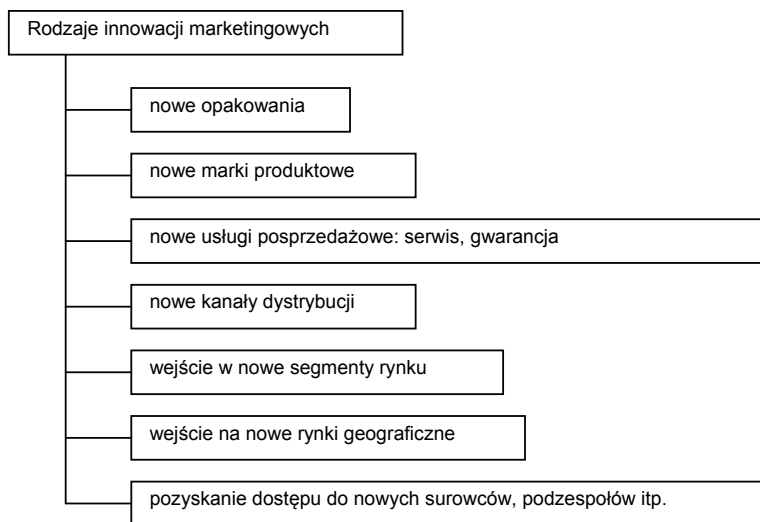 Rodzaje innowacji marketingowych
nowe opakowania
nowe marki produktowe
nowe usługi posprzedażowe: serwis, gwarancja
nowe kanały dystrybucji
wejście w nowe segmenty rynku
wejście na nowe rynki geograficzne
pozyskanie dostępu do nowych surowców, podzespołów itp.